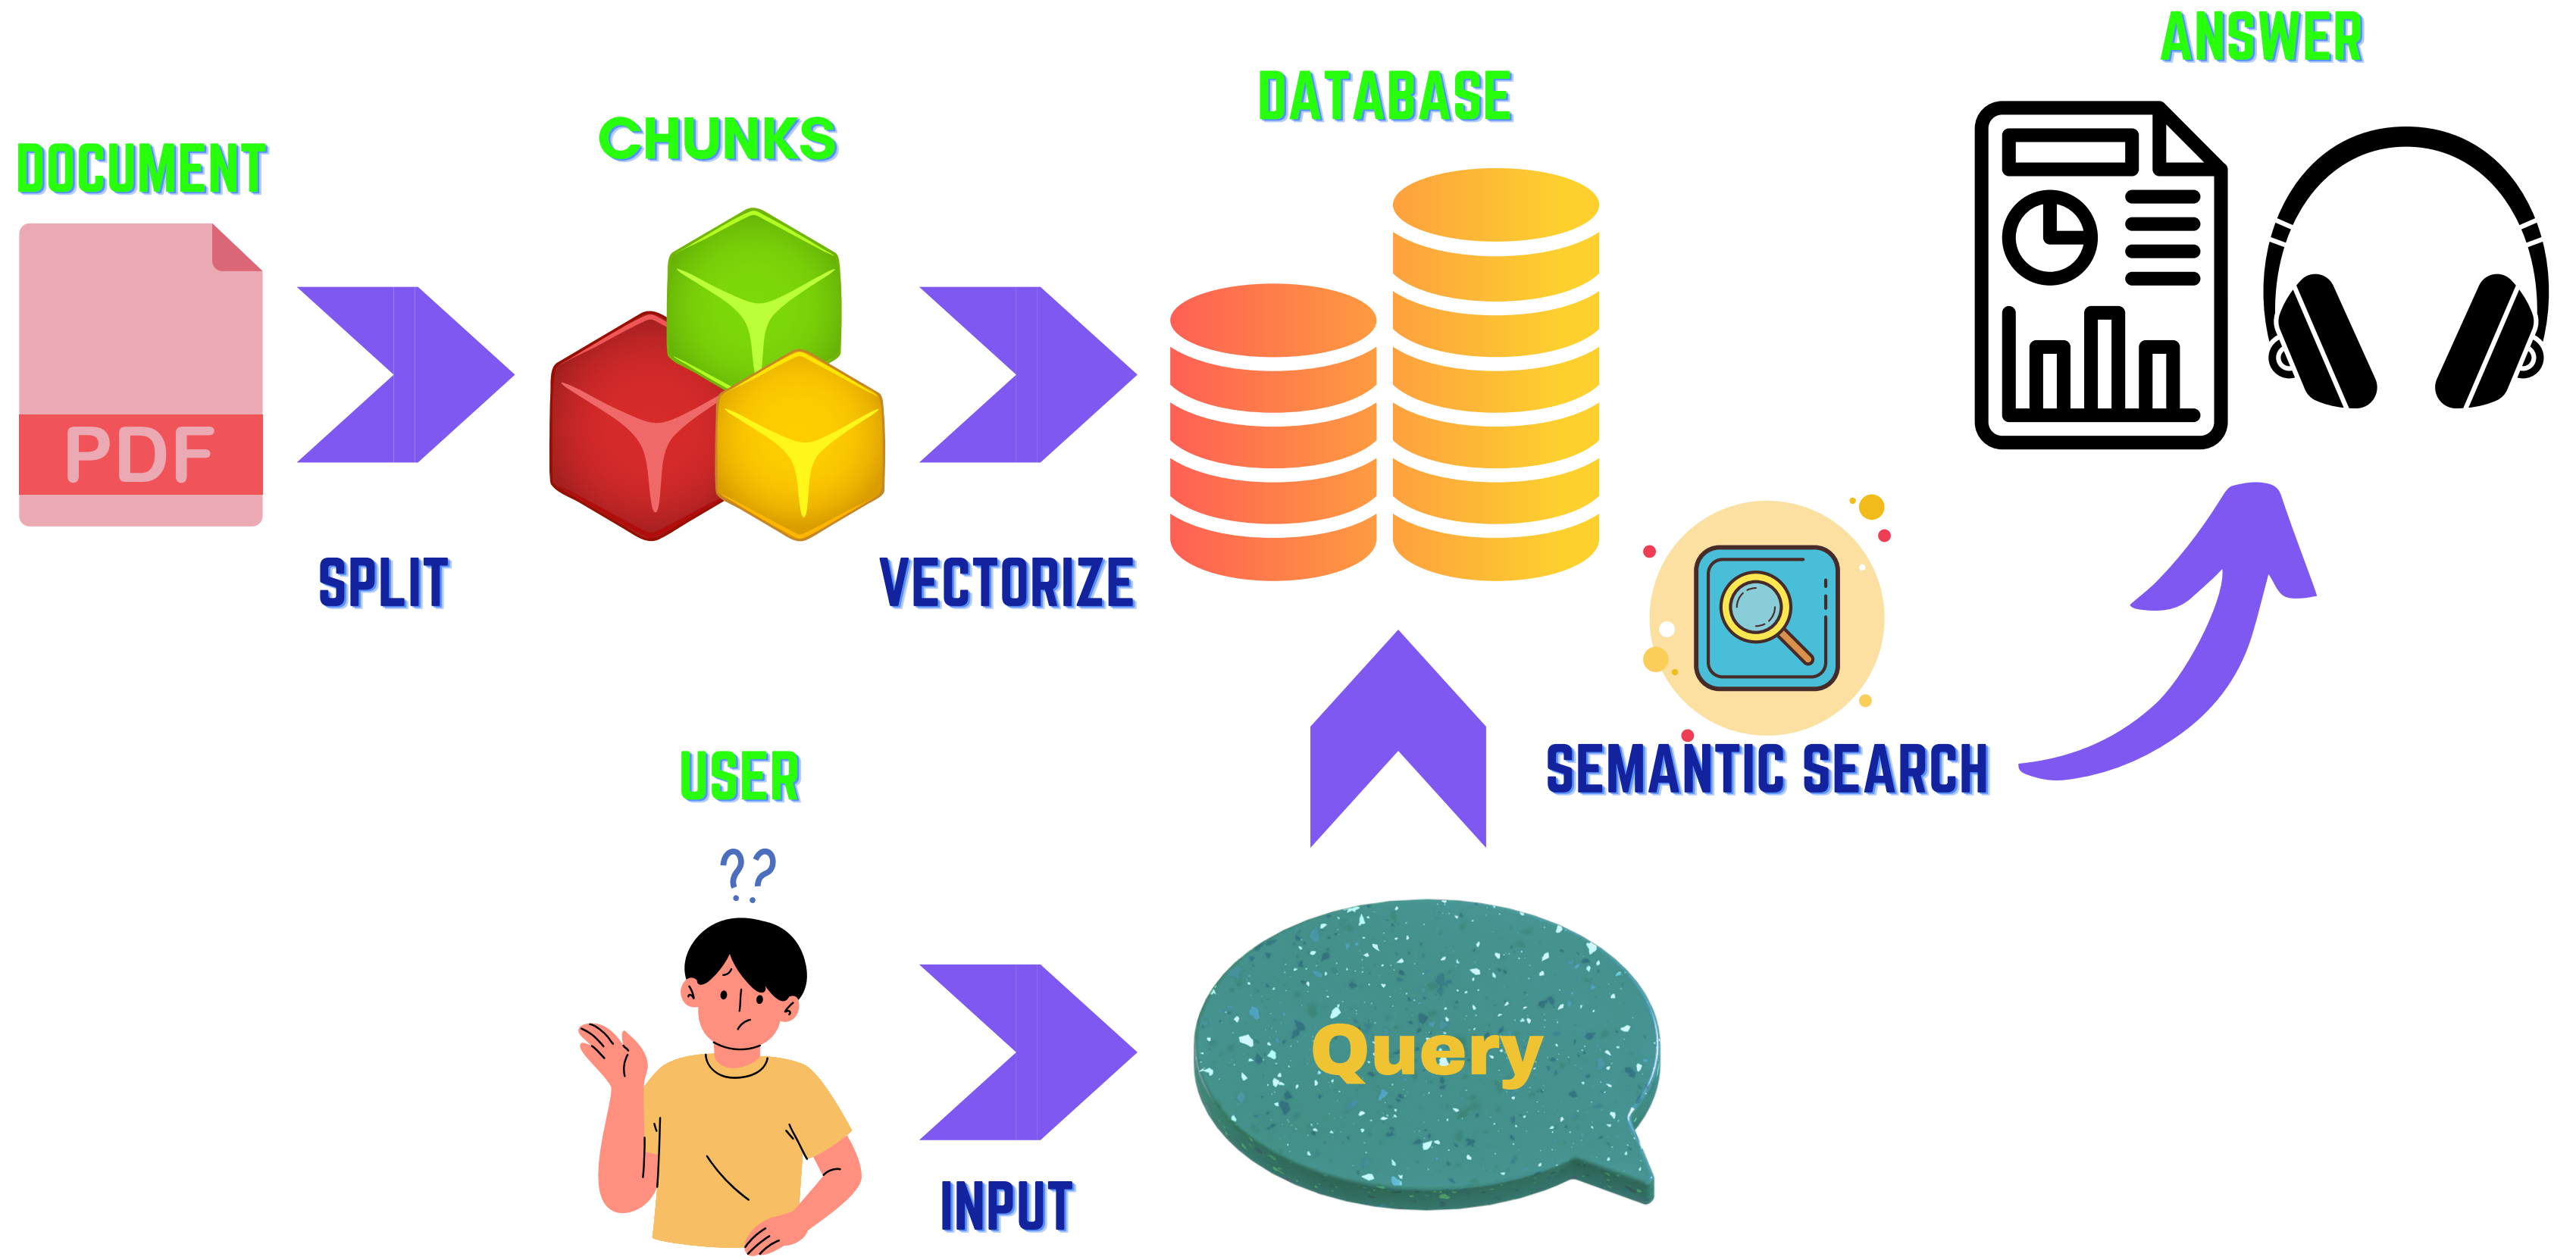 ANSWER
DATABASE
CHUNKS
DOCUMENT
PDF
SPLIT
VECTORIZE
SEMANTIC SEARCH
USER
??
Query
INPUT